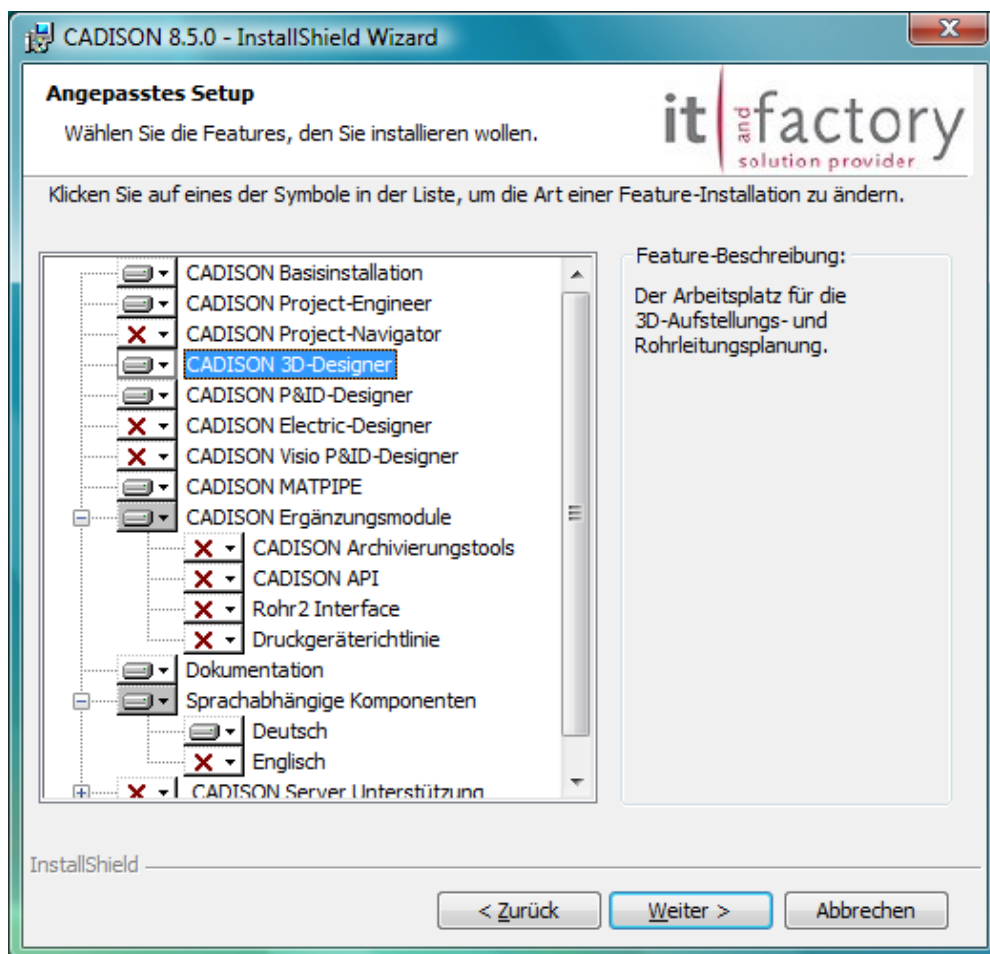 CADISON 8.5.0 - InstallShield Wizard
Angepasstes Setup
Wählen Sie die Features, den Sie installieren wollen.
it and factory
solution provider
Klicken Sie auf eines der Symbole in der Liste, um die Art einer Feature-Installation zu ändern.
CADISON Basisinstallation
CADISON Project-Engineer
CADISON Project-Navigator
CADISON 3D-Designer
CADISON P&ID-Designer
CADISON Electric-Designer
CADISON Visio P&ID-Designer
CADISON MATPIPE
CADISON Ergänzungsmodule
CADISON Archivierungstools
CADISON API
Rohr2 Interface
Druckgeräterichtlinie
Dokumentation
Sprachabhängige Komponenten
Deutsch
Englisch
CADISON Server Unterstützung
Feature-Beschreibung:
Der Arbeitsplatz für die
3D-Aufstellungs- und
Rohrleitungsplanung.
InstallShield
< Zurück
Weiter >
Abbrechen